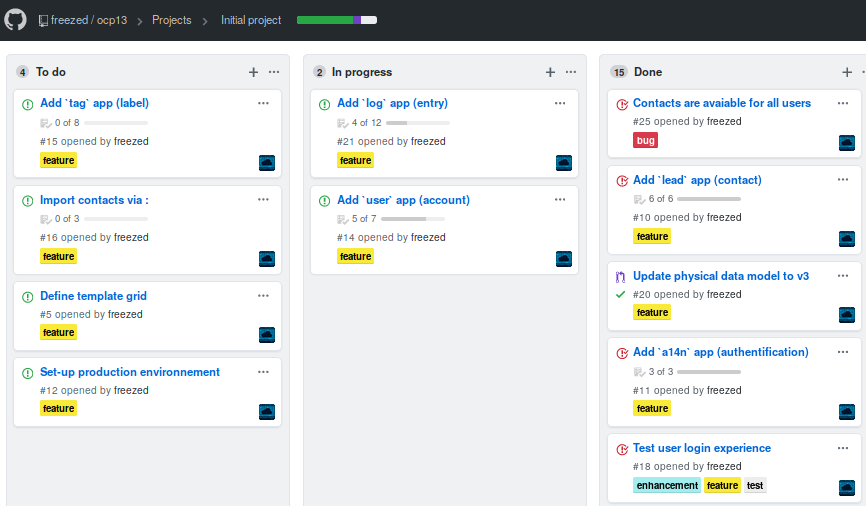 freezed / ocp13 > Projects > Initial project
4 To do + ...
Add `tag` app (label) ...
0 of 8
#15 opened by freezed
feature
Import contacts via : ...
0 of 3
#16 opened by freezed
feature
Define template grid ...
#5 opened by freezed
feature
Set-up production environnement ...
#12 opened by freezed
feature
2 In progress + ...
Add `log` app (entry) ...
4 of 12
#21 opened by freezed
feature
Add `user` app (account) ...
5 of 7
#14 opened by freezed
feature
15 Done +
Contacts are avaiable for all users ...
#25 opened by freezed
bug
Add `lead` app (contact) ...
6 of 6
#10 opened by freezed
feature
Update physical data model to v3 ...
#20 opened by freezed
feature
Add `a14n` app (authentification) ...
3 of 3
#11 opened by freezed
feature
Test user login experience ...
#18 opened by freezed
enhancement feature test